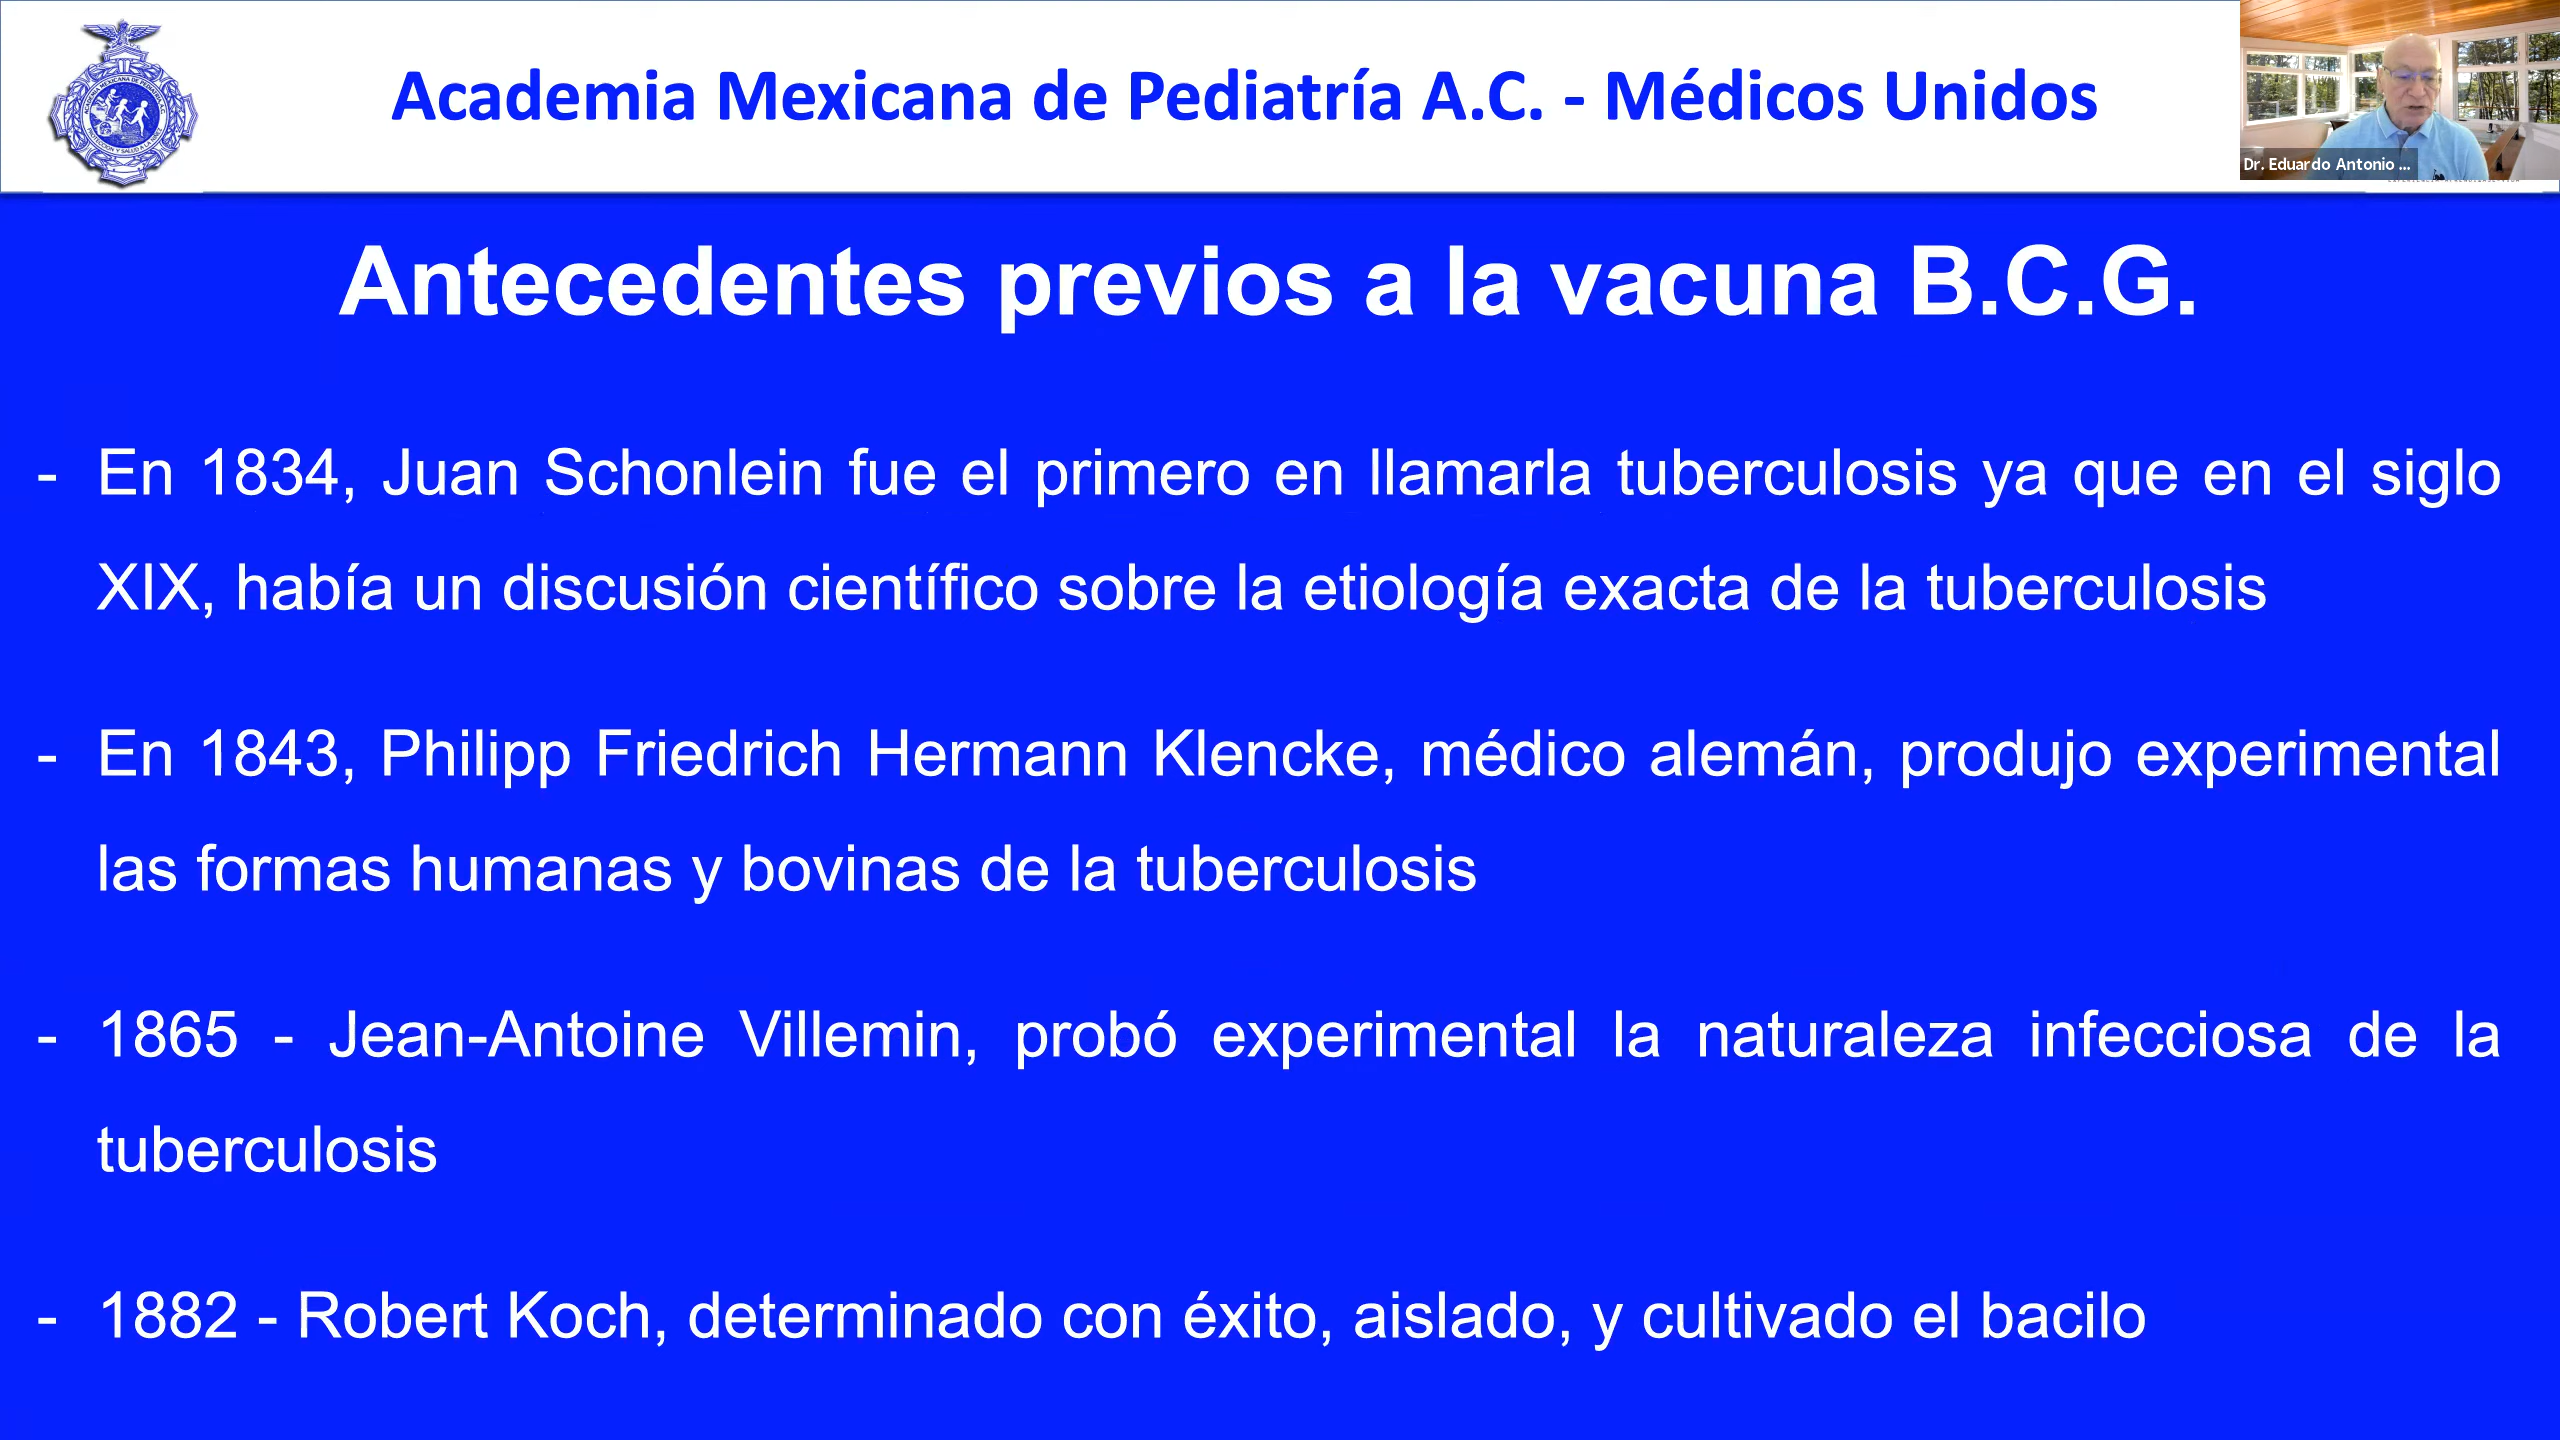 Academia Mexicana de Pediatría A.C. - Médicos Unidos
Dr. Eduardo Antonio ...
Antecedentes previos a la vacuna B.C.G.
- En 1834, Juan Schonlein fue el primero en llamarla tuberculosis ya que en el siglo
XIX, había un discusión científico sobre la etiología exacta de la tuberculosis
- En 1843, Philipp Friedrich Hermann Klencke, médico alemán, produjo experimental
las formas humanas y bovinas de la tuberculosis
- 1865 - Jean-Antoine Villemin, probó experimental la naturaleza infecciosa de la
tuberculosis
- 1882 - Robert Koch, determinado con éxito, aislado, y cultivado el bacilo